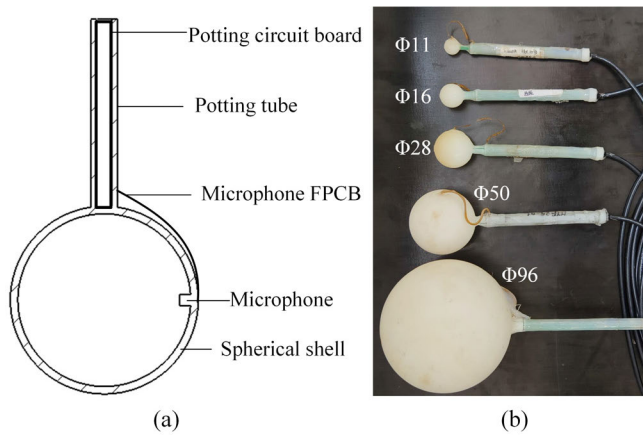 Potting circuit board
Potting tube
Microphone FPCB
Microphone
Spherical shell
(a)
Φ11
Φ16
Φ28
Φ50
Φ96
(b)